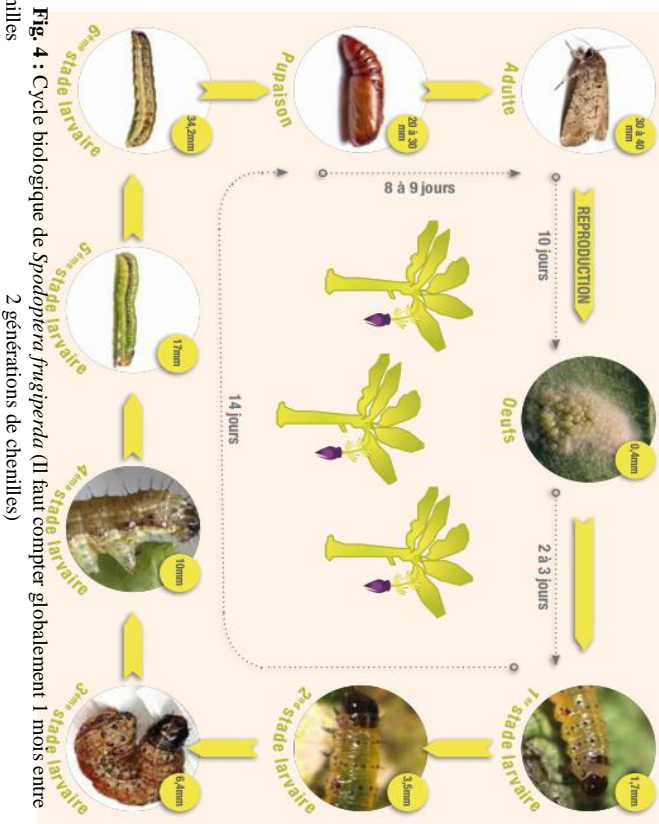 30 à 40 mm
Adulte
REPRODUCTION
10 jours
0,4mm
Oeufs
2 à 3 jours
1,7mm
1er stade larvaire
20 à 30 mm
Pupaison
8 à 9 jours
14 jours
3,5mm
2nd stade larvaire
34,2mm
6ème stade larvaire
17mm
5ème stade larvaire
10mm
4ème stade larvaire
6,4mm
3ème stade larvaire
Fig. 4 : Cycle biologique de Spodoptera frugiperda (Il faut compter globalement 1 mois entre
2 générations de chenilles)